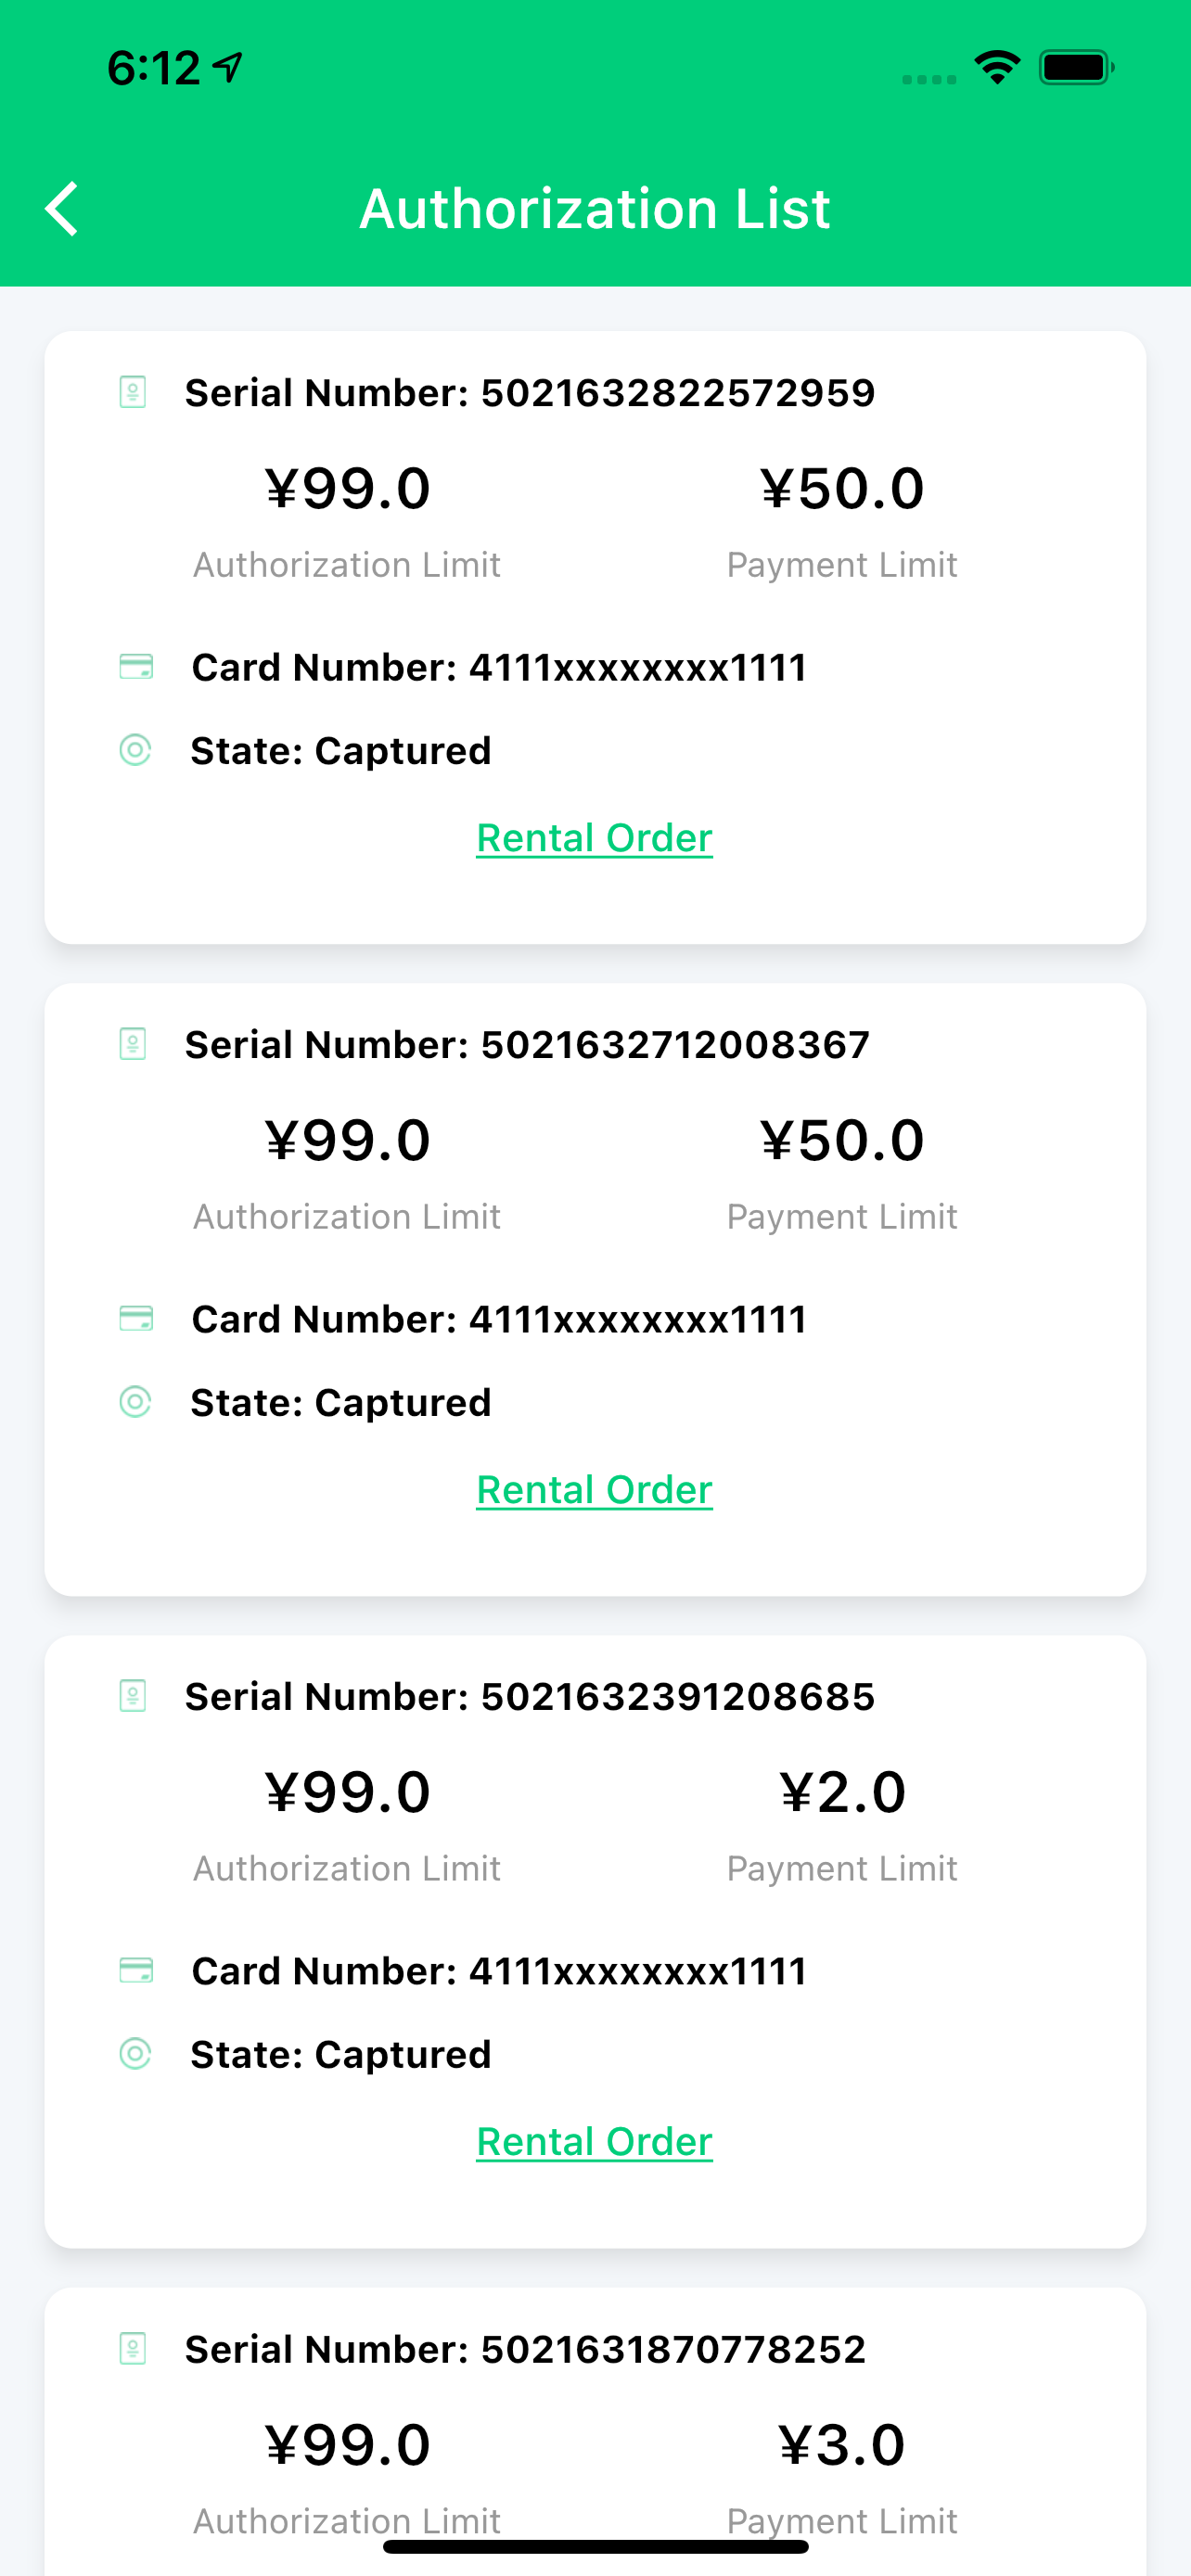 6:12
Authorization List
Serial Number: 5021632822572959
¥99.0 ¥50.0
Authorization Limit Payment Limit
Card Number: 4111xxxxxxxx1111
State: Captured
Rental Order
Serial Number: 5021632712008367
¥99.0 ¥50.0
Authorization Limit Payment Limit
Card Number: 4111xxxxxxxx1111
State: Captured
Rental Order
Serial Number: 5021632391208685
¥99.0 ¥2.0
Authorization Limit Payment Limit
Card Number: 4111xxxxxxxx1111
State: Captured
Rental Order
Serial Number: 5021631870778252
¥99.0 ¥3.0
Authorization Limit Payment Limit